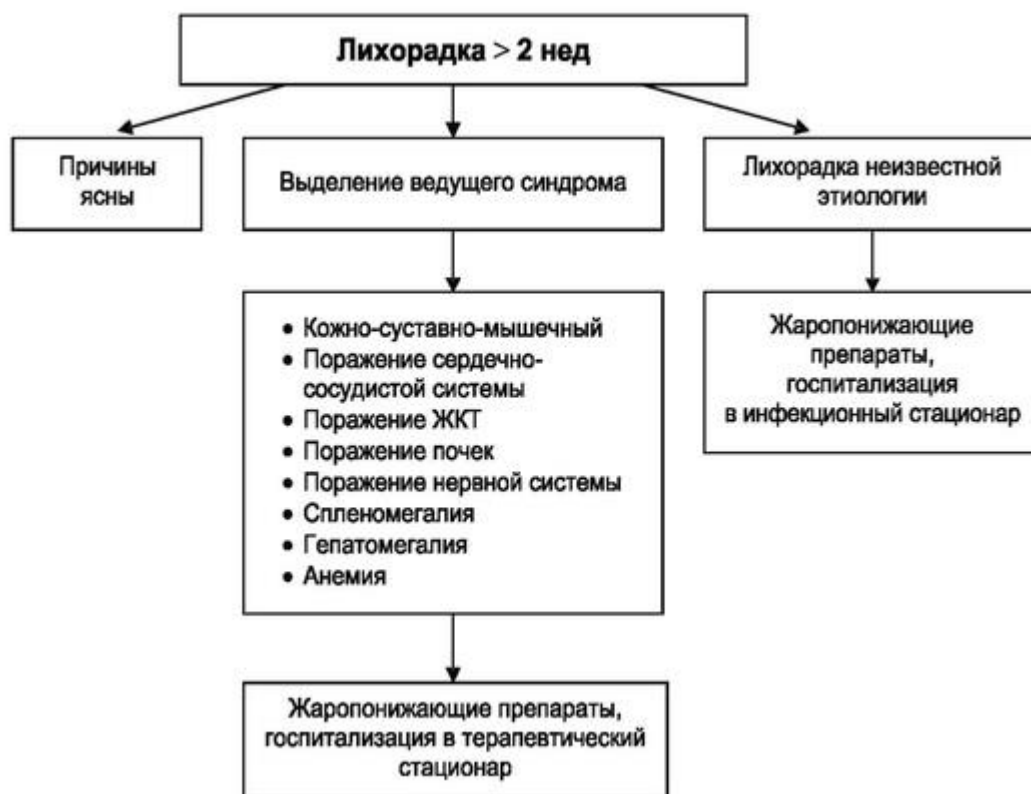 Лихорадка > 2 нед
Причины
ясны
Выделение ведущего синдрома
Лихорадка неизвестной
этиологии
• Кожно-суставно-мышечный
• Поражение сердечно-
сосудистой системы
• Поражение ЖКТ
• Поражение почек
• Поражение нервной системы
• Спленомегалия
• Гепатомегалия
• Анемия
Жаропонижающие
препараты,
госпитализация
в инфекционный стационар
Жаропонижающие препараты,
госпитализация в терапевтический
стационар